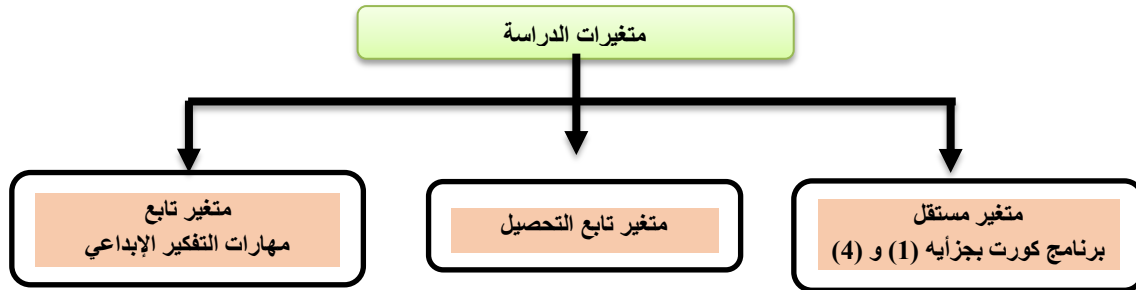 متغيرات الدراسة
متغير مستقل
برنامج كورت بجزأيه (1) و (4)
متغير تابع التحصيل
متغير تابع
مهارات التفكير الإبداعي